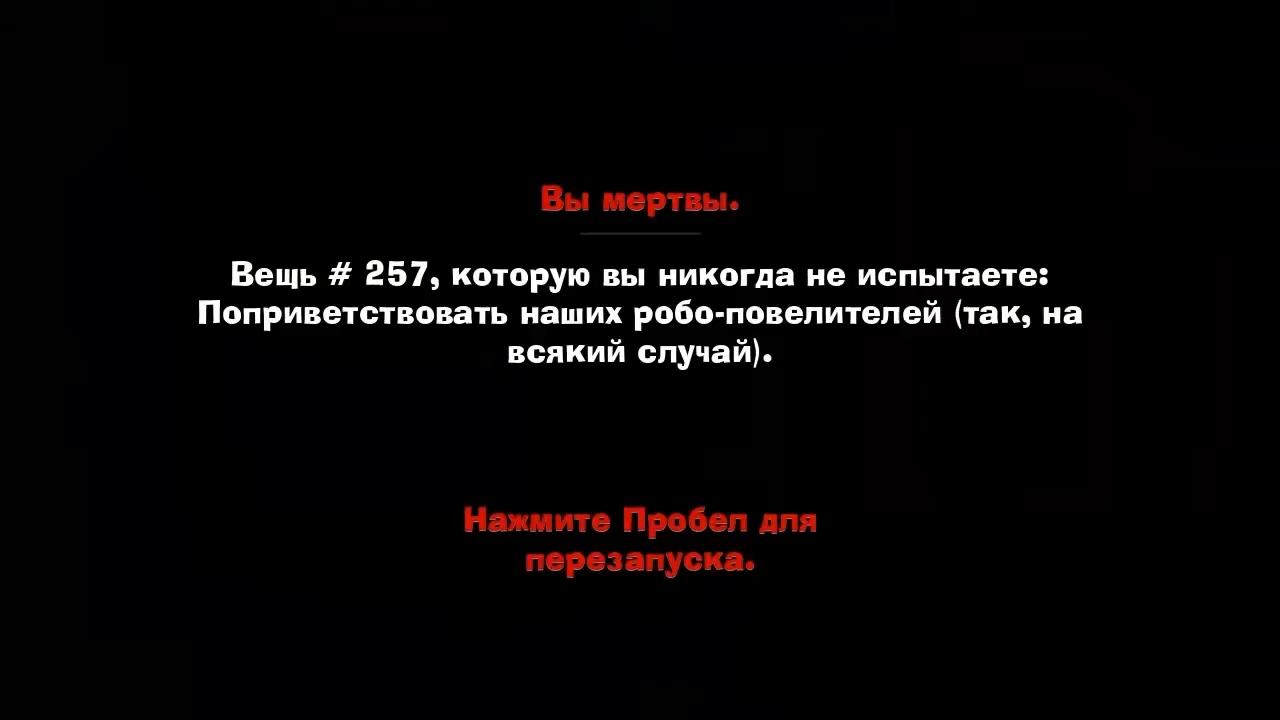 Вы мертвы.
Вещь # 257, которую вы никогда не испытаете:
Поприветствовать наших робо-повелителей (так, на
всякий случай).
Нажмите Пробел для
перезапуска.